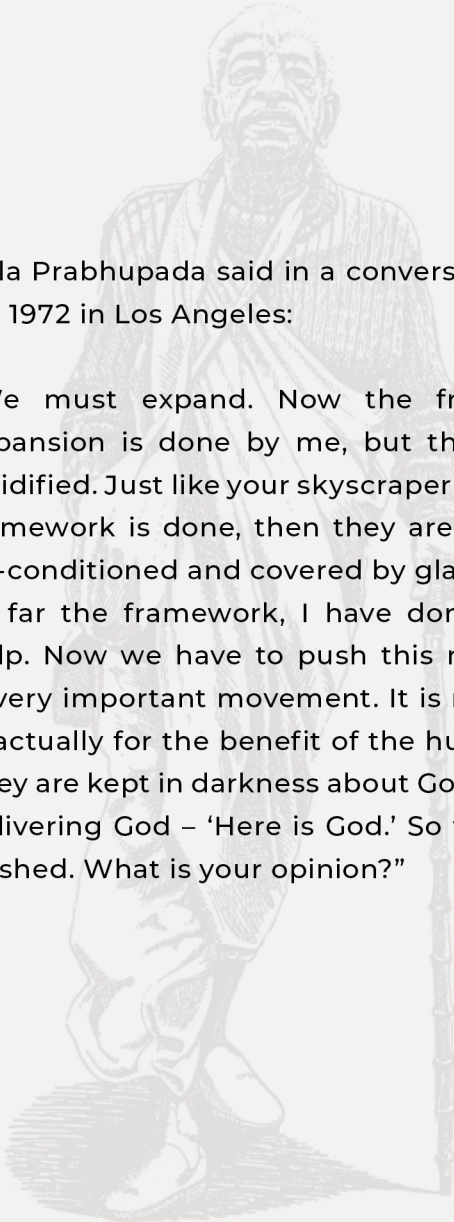 la Prabhupada said in a convers
1972 in Los Angeles:
e must expand. Now the fr
pansion is done by me, but th
idified. Just like your skyscraper
mework is done, then they are
-conditioned and covered by gla
far the framework, I have don
lp. Now we have to push this m
very important movement. It is n
actually for the benefit of the hu
ey are kept in darkness about Go
livering God – ‘Here is God.’ So
shed. What is your opinion?”